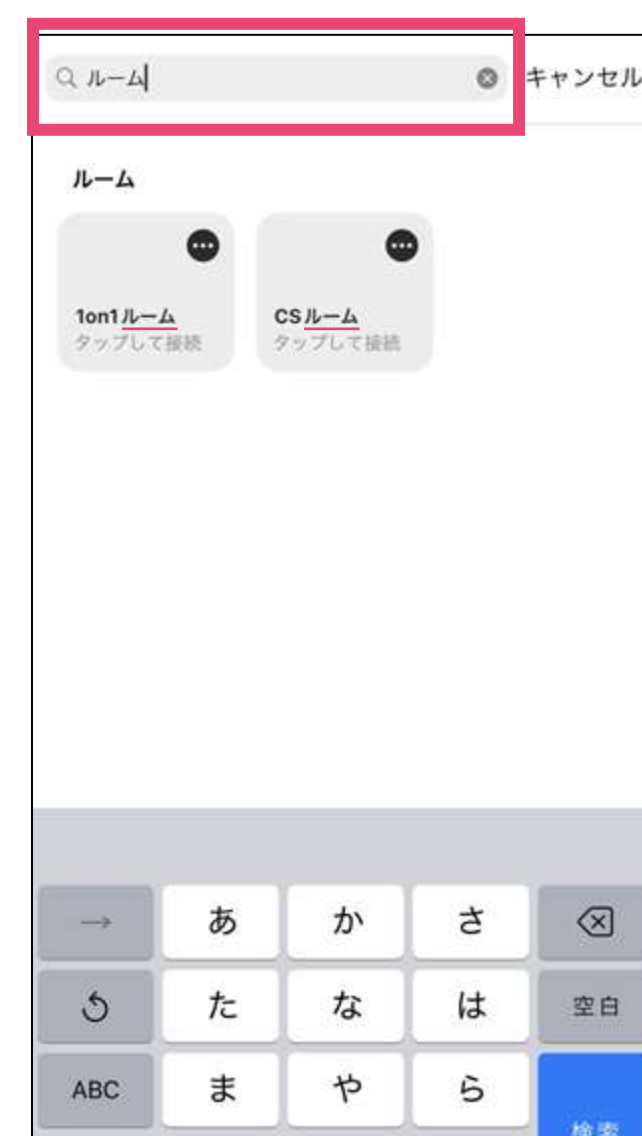 ルーム キャンセル
ルーム
1on1ルーム CSルーム
タップして接続 タップして接続
→ あ か さ
た な は 空白
ABC ま や ら
検索